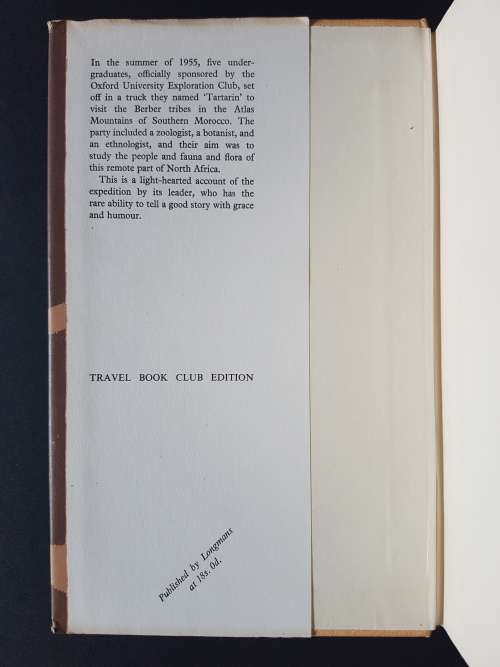 In the summer of 1955, five under-
graduates, officially sponsored by the
Oxford University Exploration Club, set
off in a truck they named ‘Tartarin’ to
visit the Berber tribes in the Atlas
Mountains of Southern Morocco. The
party included a zoologist, a botanist, and
an ethnologist, and their aim was to
study the people and fauna and flora of
this remote part of North Africa.
This is a light-hearted account of the
expedition by its leader, who has the
rare ability to tell a good story with grace
and humour.
TRAVEL BOOK CLUB EDITION
Published by Longmans
at 18s. 0d.